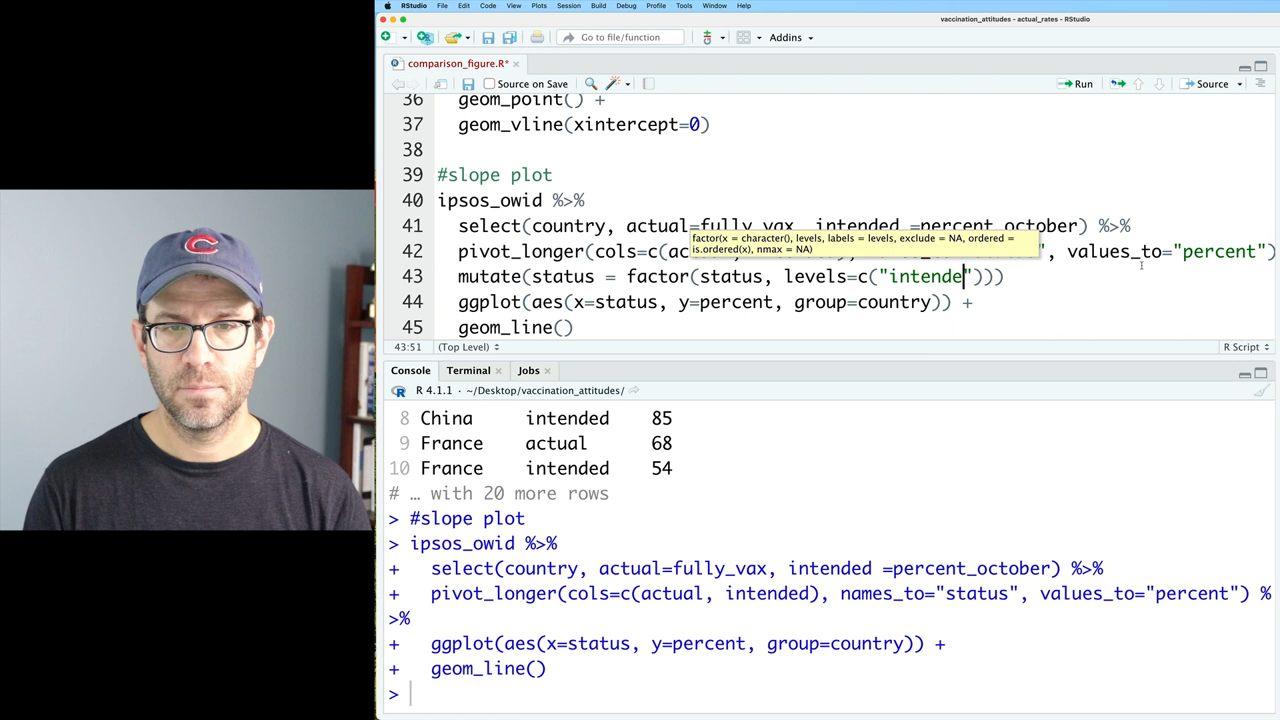 RStudio File Edit Code View Plots Session Build Debug Profile Tools Window Help
vaccination_attitudes - actual_rates - RStudio
Go to file/function Addins
comparison_figure.R*
Source on Save Run Source
36 geom_point() +
37 geom_vline(xintercept=0)
38
39 #slope plot
40 ipsos_owid %>%
41 select(country, actual=fully_vax, intended =percent_october) %>%
factor(x = character(), levels, labels = levels, exclude = NA, ordered =
is.ordered(x), nmax = NA)
42 pivot_longer(cols=c(ac ", values_to="percent")
43 mutate(status = factor(status, levels=c("intende")))
44 ggplot(aes(x=status, y=percent, group=country)) +
45 geom_line()
43:51 (Top Level) R Script
Console Terminal Jobs
R 4.1.1 · ~/Desktop/vaccination_attitudes/
8 China intended 85
9 France actual 68
10 France intended 54
# … with 20 more rows
> #slope plot
> ipsos_owid %>%
+ select(country, actual=fully_vax, intended =percent_october) %>%
+ pivot_longer(cols=c(actual, intended), names_to="status", values_to="percent") %
>%
+ ggplot(aes(x=status, y=percent, group=country)) +
+ geom_line()
>
C